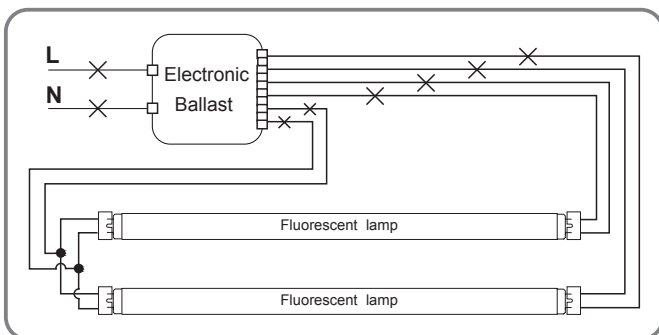 L
N
Electronic
Ballast
Fluorescent lamp
Fluorescent lamp